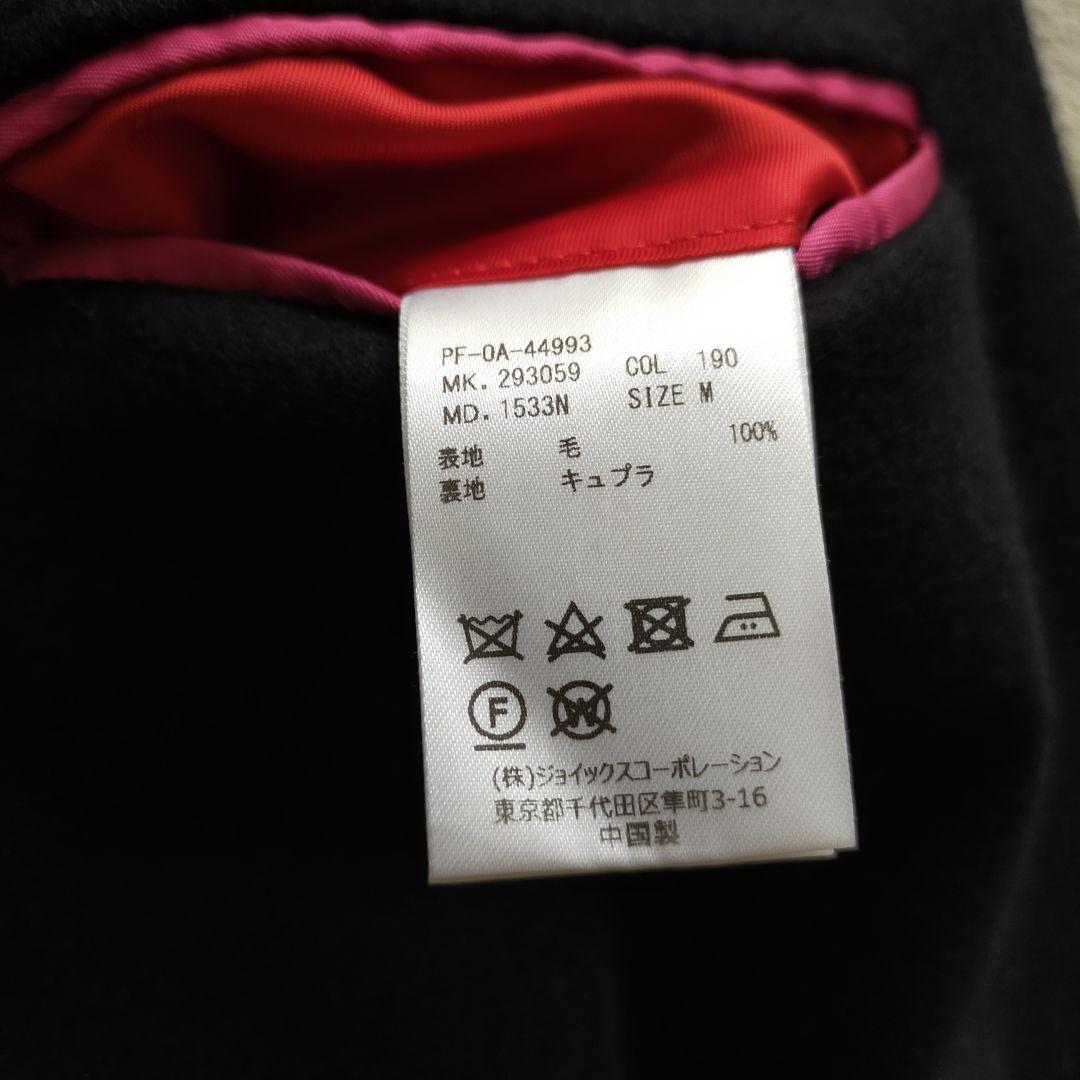 PF-0A-44993
MK. 293059 COL 190
MD. 1533N SIZE M
表地 毛 100%
裏地 キュプラ
F
W
(株)ジョイックスコーポレーション
東京都千代田区隼町3-16
中国製